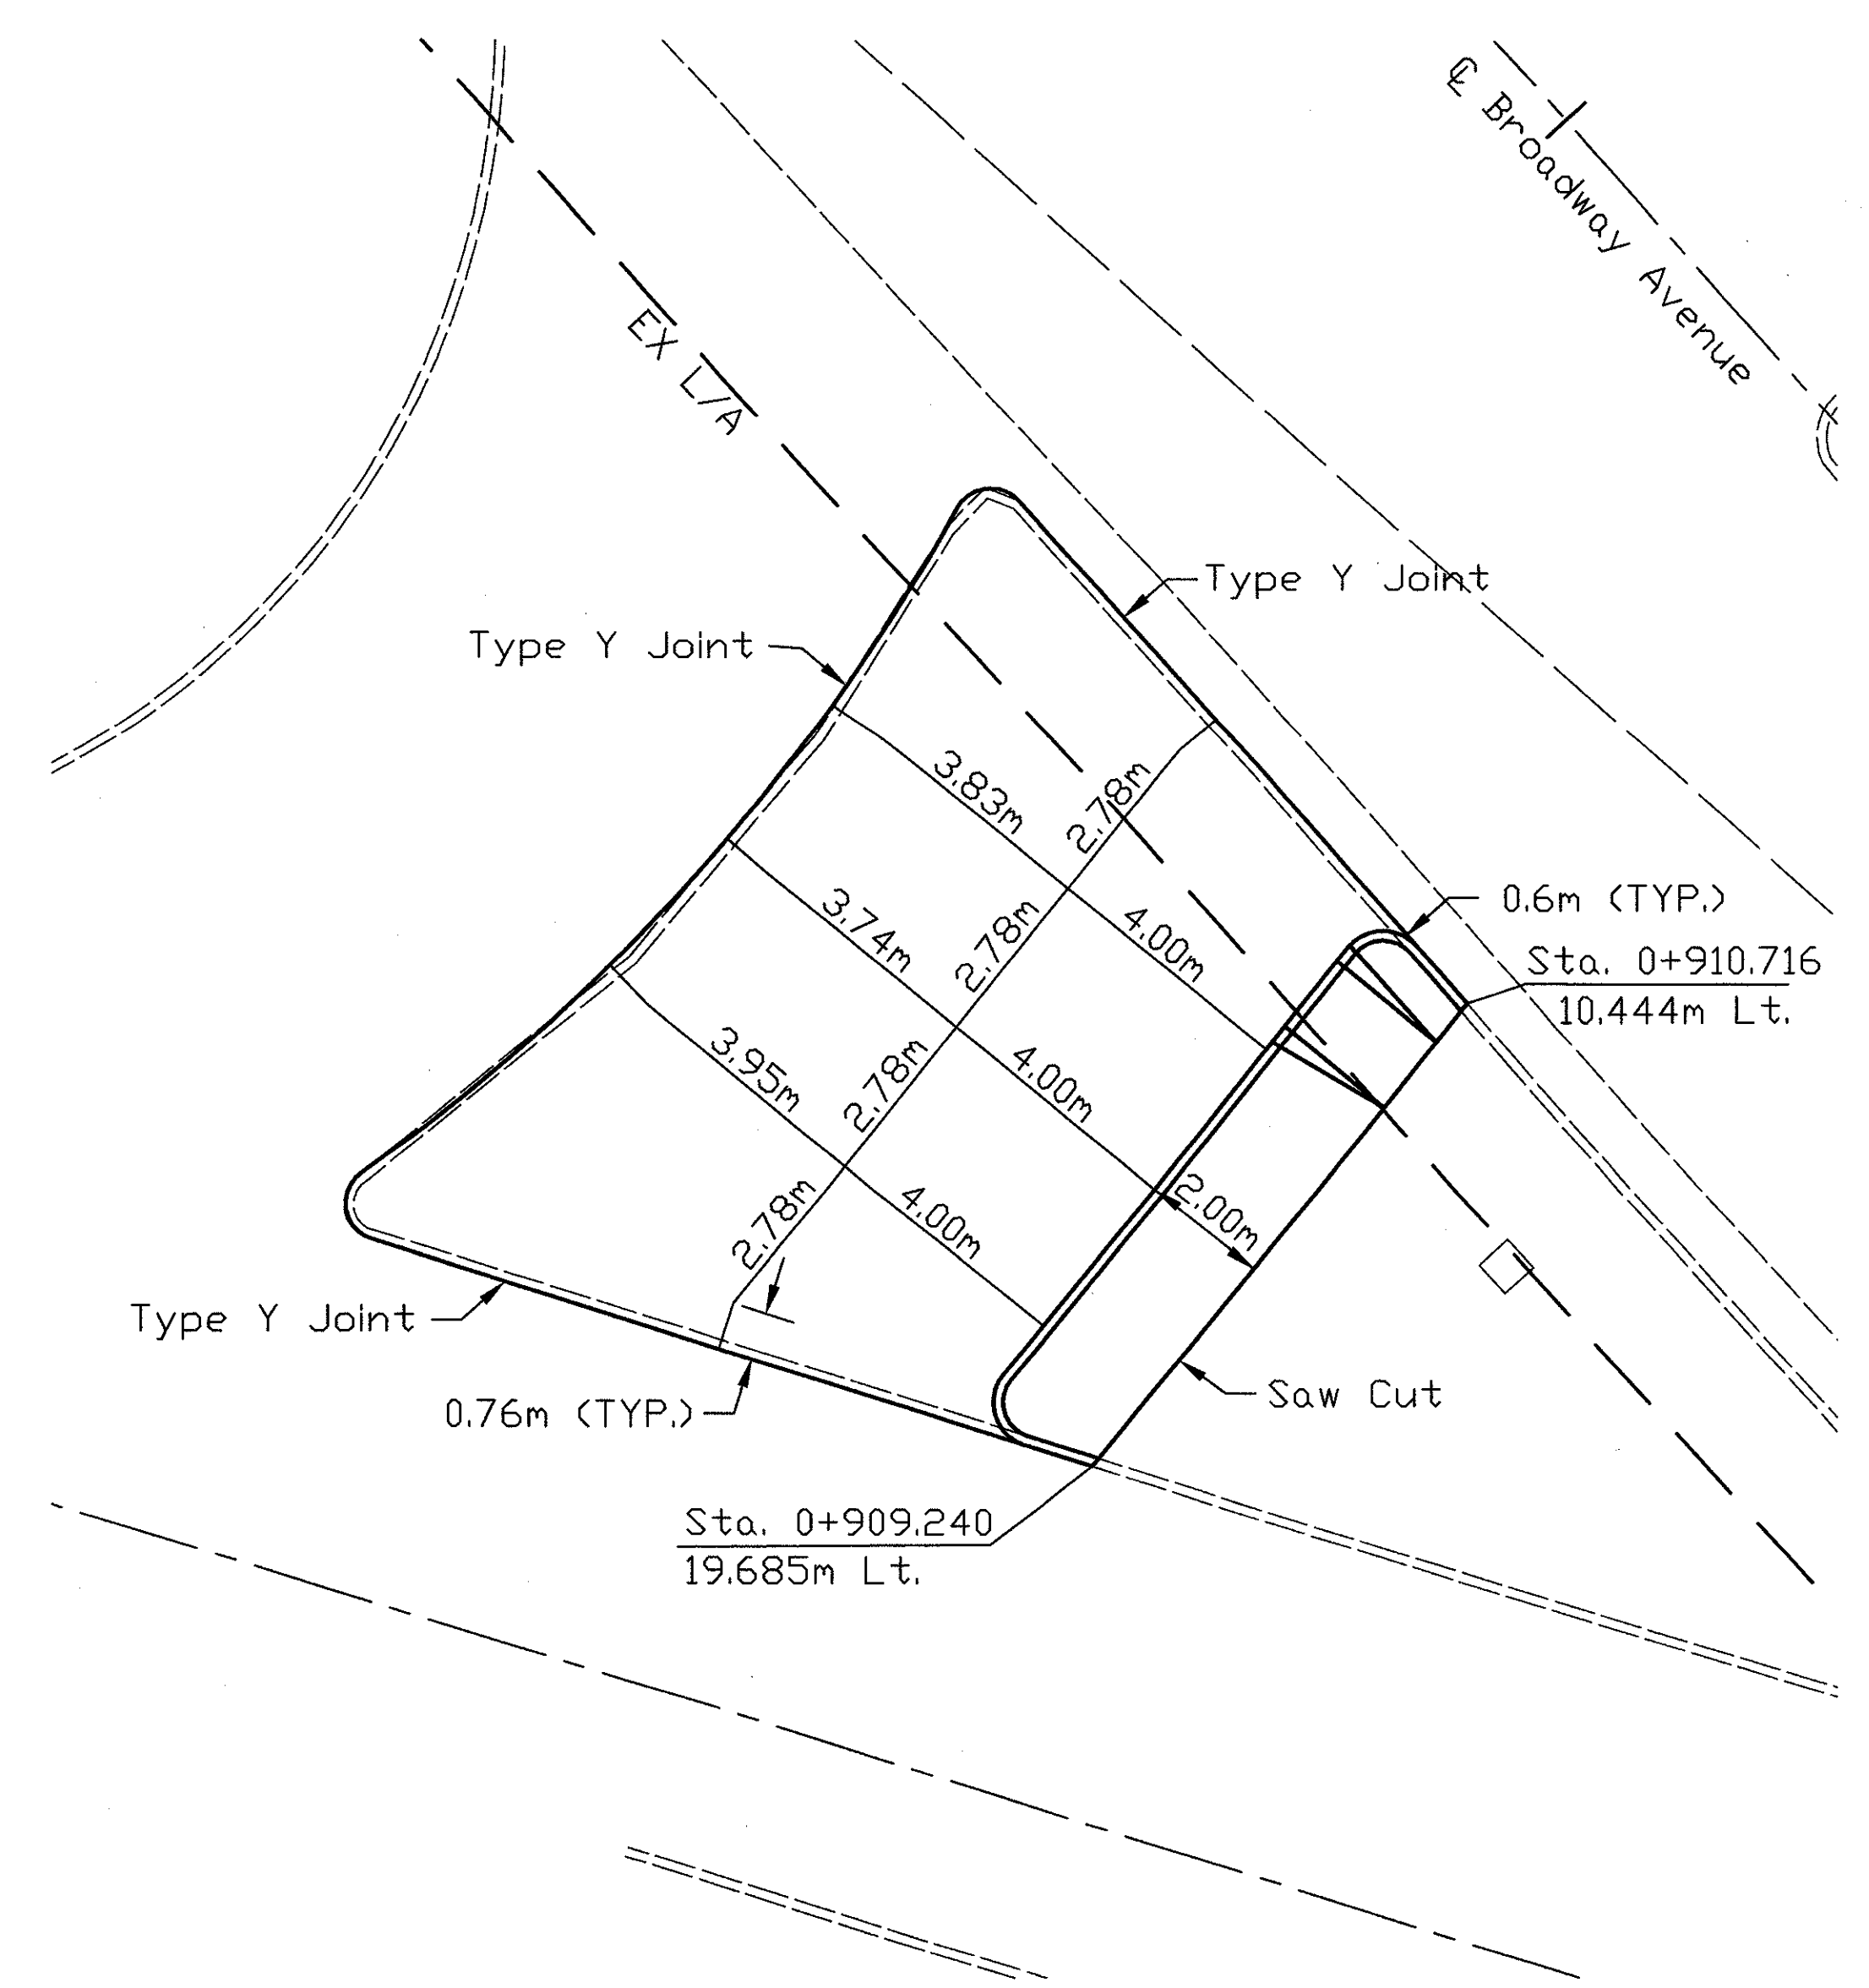 ℄ Broadway Avenue
EX L/A
Type Y Joint
Type Y Joint
3.83m
2.78m
0.6m (TYP.)
3.74m
2.78m
4.00m
Sta. 0+910.716
10.444m Lt.
3.95m
2.78m
4.00m
2.78m
4.00m
2.00m
Type Y Joint
0.76m (TYP.)
Saw Cut
Sta. 0+909.240
19.685m Lt.